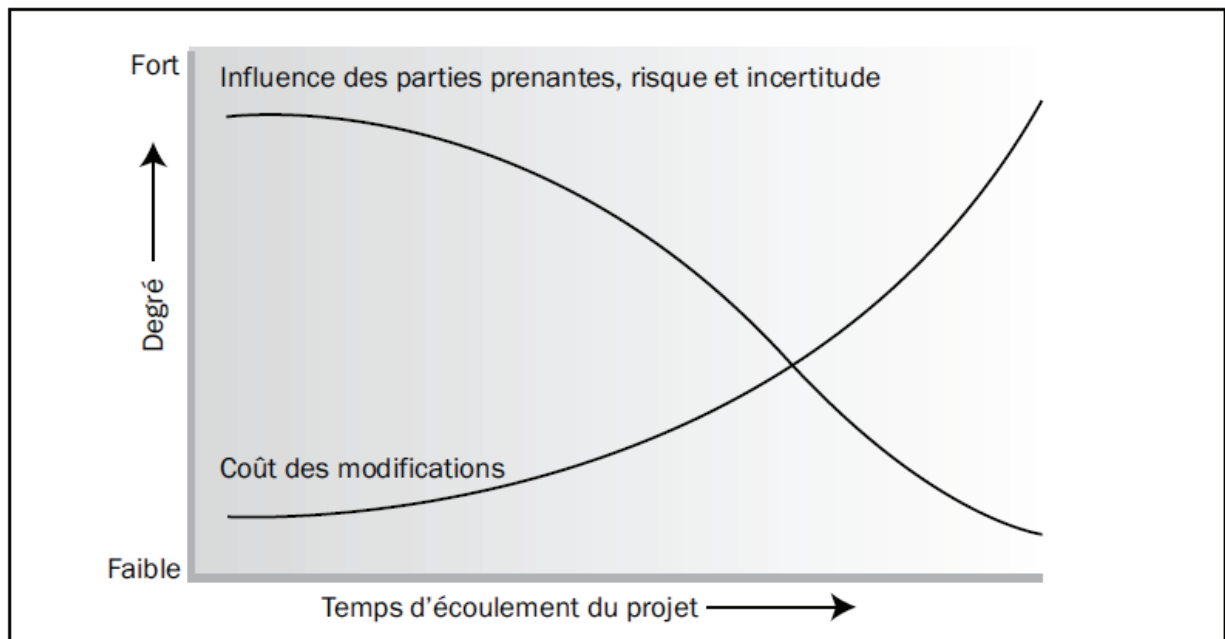 Fort
Influence des parties prenantes, risque et incertitude
Degré
Coût des modifications
Faible
Temps d'écoulement du projet